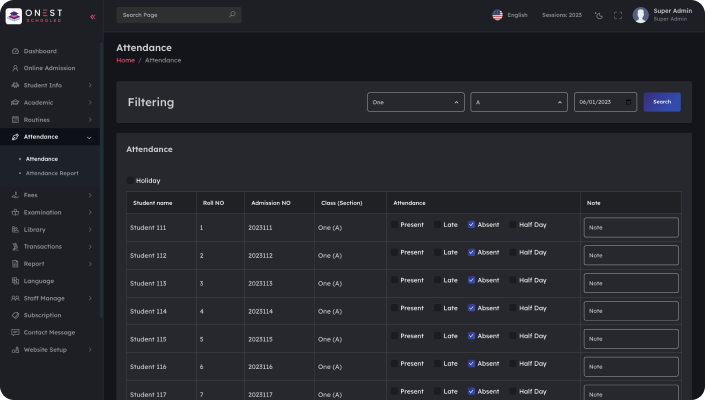 ONEST
SCHOOLED
Search Page
English
Sessions: 2023
Super Admin
Super Admin
Dashboard
Online Admission
Student Info
Academic
Routines
Attendance
Attendance
Attendance Report
Fees
Examination
Library
Transactions
Report
Language
Staff Manage
Subscription
Contact Message
Website Setup
Attendance
Home / Attendance
Filtering
One
A
06/01/2023
Search
Attendance
Holiday
Student name Roll NO Admission NO Class (Section) Attendance Note
Student 111 1 2023111 One (A) Present Late Absent Half Day Note
Student 112 2 2023112 One (A) Present Late Absent Half Day Note
Student 113 3 2023113 One (A) Present Late Absent Half Day Note
Student 114 4 2023114 One (A) Present Late Absent Half Day Note
Student 115 5 2023115 One (A) Present Late Absent Half Day Note
Student 116 6 2023116 One (A) Present Late Absent Half Day Note
Student 117 7 2023117 One (A) Present Late Absent Half Day Note